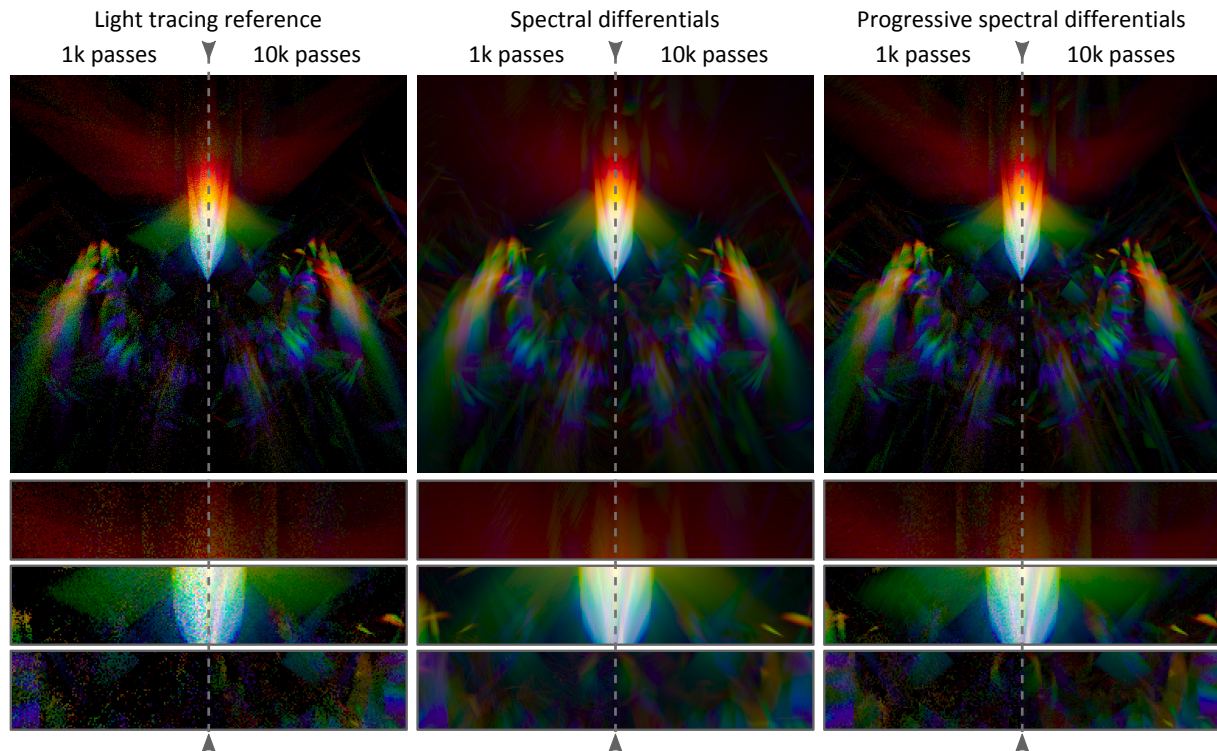 Light tracing reference
1k passes 10k passes
Spectral differentials
1k passes 10k passes
Progressive spectral differentials
1k passes 10k passes